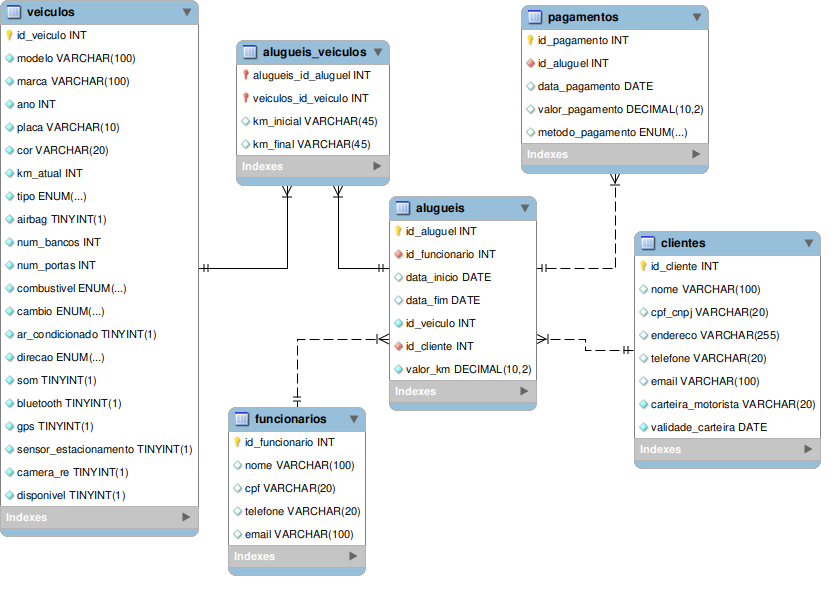 veiculos
id_veiculo INT
modelo VARCHAR(100)
marca VARCHAR(100)
ano INT
placa VARCHAR(10)
cor VARCHAR(20)
km_atual INT
tipo ENUM(...)
airbag TINYINT(1)
num_bancos INT
num_portas INT
combustivel ENUM(...)
cambio ENUM(...)
ar_condicionado TINYINT(1)
direcao ENUM(...)
som TINYINT(1)
bluetooth TINYINT(1)
gps TINYINT(1)
sensor_estacionamento TINYINT(1)
camera_re TINYINT(1)
disponivel TINYINT(1)
Indexes
alugueis_veiculos
alugueis_id_aluguel INT
veiculos_id_veiculo INT
km_inicial VARCHAR(45)
km_final VARCHAR(45)
Indexes
pagamentos
id_pagamento INT
id_aluguel INT
data_pagamento DATE
valor_pagamento DECIMAL(10,2)
metodo_pagamento ENUM(...)
Indexes
alugueis
id_aluguel INT
id_funcionario INT
data_inicio DATE
data_fim DATE
id_veiculo INT
id_cliente INT
valor_km DECIMAL(10,2)
Indexes
clientes
id_cliente INT
nome VARCHAR(100)
cpf_cnpj VARCHAR(20)
endereco VARCHAR(255)
telefone VARCHAR(20)
email VARCHAR(100)
carteira_motorista VARCHAR(20)
validade_carteira DATE
Indexes
funcionarios
id_funcionario INT
nome VARCHAR(100)
cpf VARCHAR(20)
telefone VARCHAR(20)
email VARCHAR(100)
Indexes